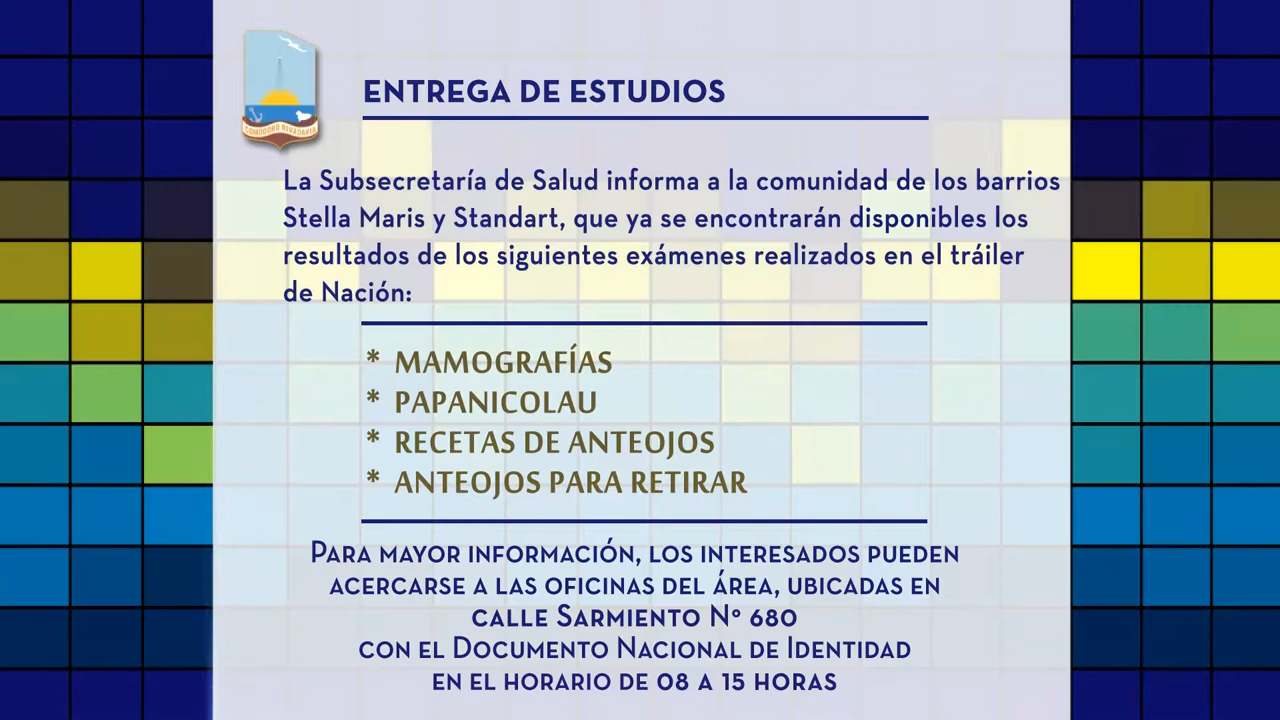 COMODORO RIVADAVIA
ENTREGA DE ESTUDIOS
La Subsecretaría de Salud informa a la comunidad de los barrios
Stella Maris y Standart, que ya se encontrarán disponibles los
resultados de los siguientes exámenes realizados en el tráiler
de Nación:
* MAMOGRAFÍAS
* PAPANICOLAU
* RECETAS DE ANTEOJOS
* ANTEOJOS PARA RETIRAR
PARA MAYOR INFORMACIÓN, LOS INTERESADOS PUEDEN
ACERCARSE A LAS OFICINAS DEL ÁREA, UBICADAS EN
CALLE SARMIENTO Nº 680
CON EL DOCUMENTO NACIONAL DE IDENTIDAD
EN EL HORARIO DE 08 A 15 HORAS